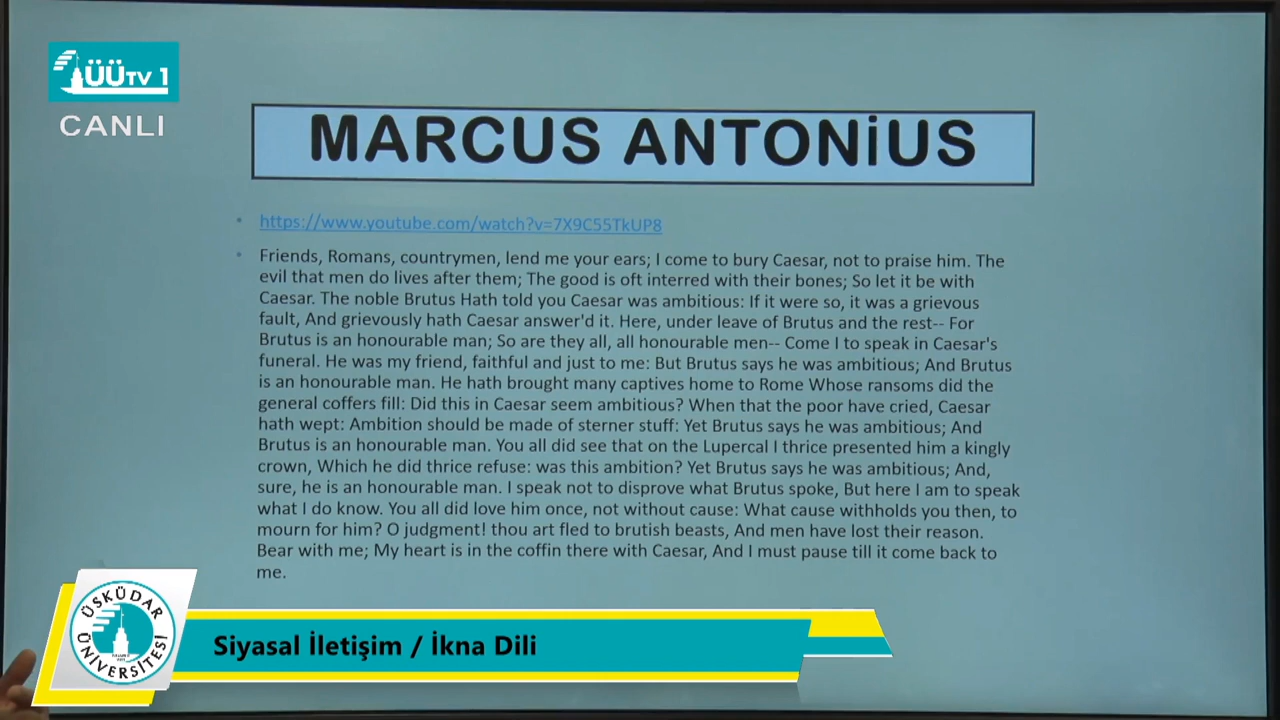 ÜÜTV 1
CANLI
MARCUS ANTONİUS
https://www.youtube.com/watch?v=7X9C55TkUP8
Friends, Romans, countrymen, lend me your ears; I come to bury Caesar, not to praise him. The
evil that men do lives after them; The good is oft interred with their bones; So let it be with
Caesar. The noble Brutus Hath told you Caesar was ambitious: If it were so, it was a grievous
fault, And grievously hath Caesar answer'd it. Here, under leave of Brutus and the rest-- For
Brutus is an honourable man; So are they all, all honourable men-- Come I to speak in Caesar's
funeral. He was my friend, faithful and just to me: But Brutus says he was ambitious; And Brutus
is an honourable man. He hath brought many captives home to Rome Whose ransoms did the
general coffers fill: Did this in Caesar seem ambitious? When that the poor have cried, Caesar
hath wept: Ambition should be made of sterner stuff: Yet Brutus says he was ambitious; And
Brutus is an honourable man. You all did see that on the Lupercal I thrice presented him a kingly
crown, Which he did thrice refuse: was this ambition? Yet Brutus says he was ambitious; And,
sure, he is an honourable man. I speak not to disprove what Brutus spoke, But here I am to speak
what I do know. You all did love him once, not without cause: What cause withholds you then, to
mourn for him? O judgment! thou art fled to brutish beasts, And men have lost their reason.
Bear with me; My heart is in the coffin there with Caesar, And I must pause till it come back to
me.
ÜSKÜDAR
ÜNİVERSİTESİ
Siyasal İletişim / İkna Dili